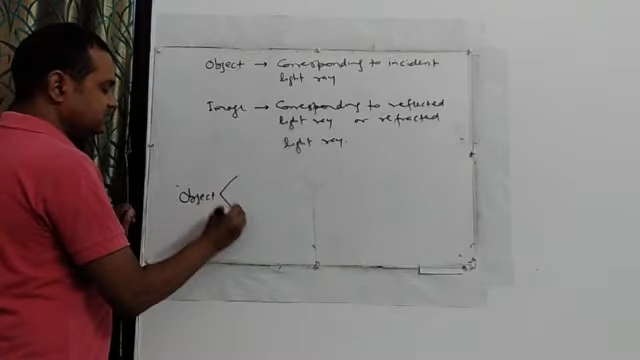 Object → Corresponding to incident
light ray
Image → Corresponding to reflected
light ray or refracted
light ray.
Object